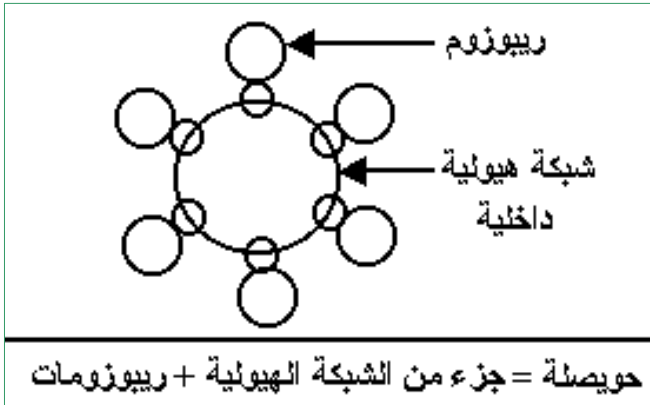 ريبوزوم
شبكة هيولية
داخلية
حويصلة = جزء من الشبكة الهيولية + ريبوزومات